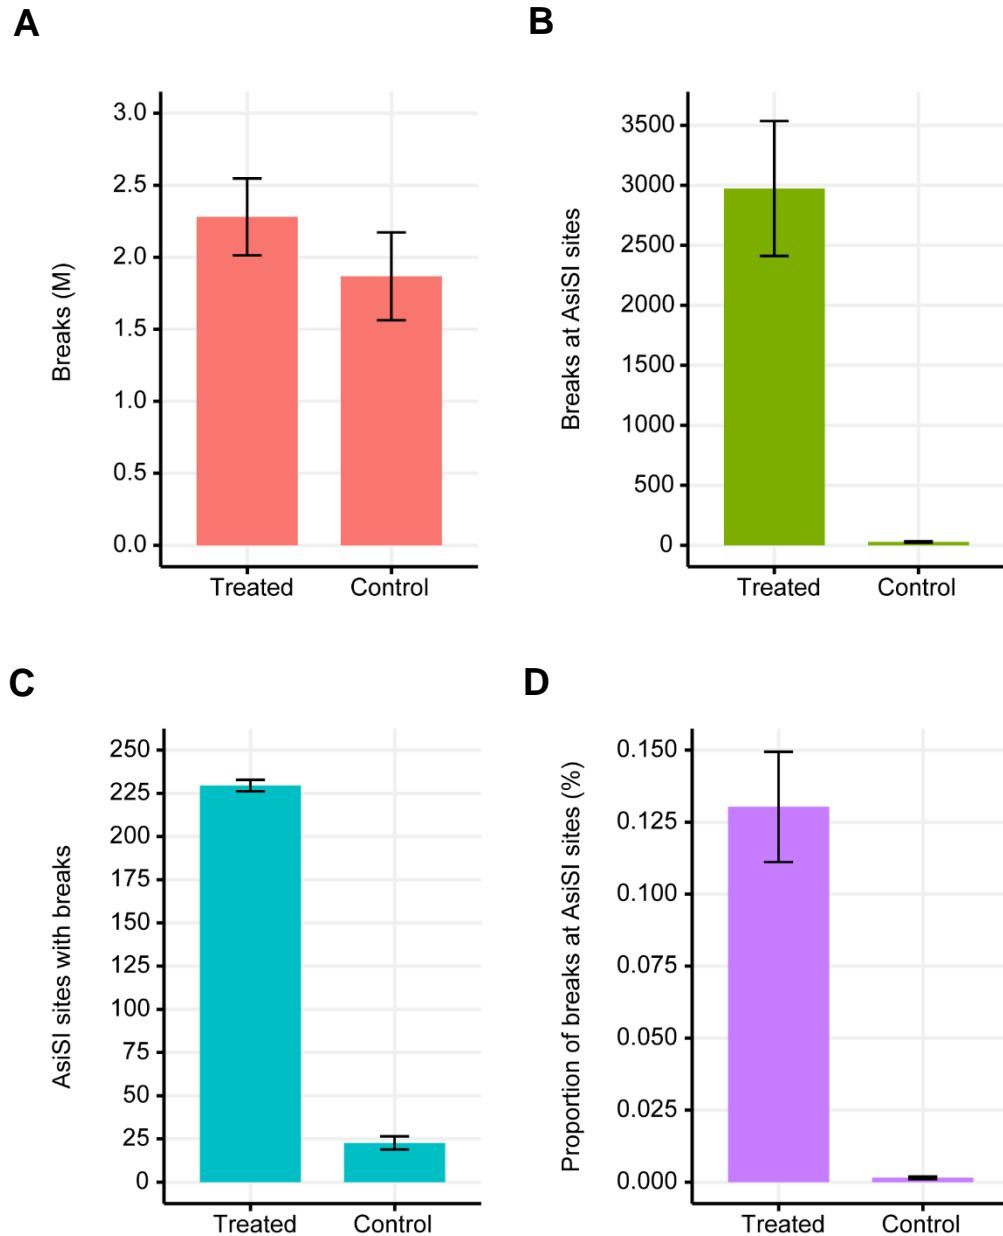 A
Breaks (M)
3.0
2.5
2.0
1.5
1.0
0.5
0.0
Treated
Control
B
Breaks at AsiSI sites
3500
3000
2500
2000
1500
1000
500
0
Treated
Control
C
AsiSI sites with breaks
250
225
200
175
150
125
100
75
50
25
0
Treated
Control
D
Proportion of breaks at AsiSI sites (%)
0.150
0.125
0.100
0.075
0.050
0.025
0.000
Treated
Control